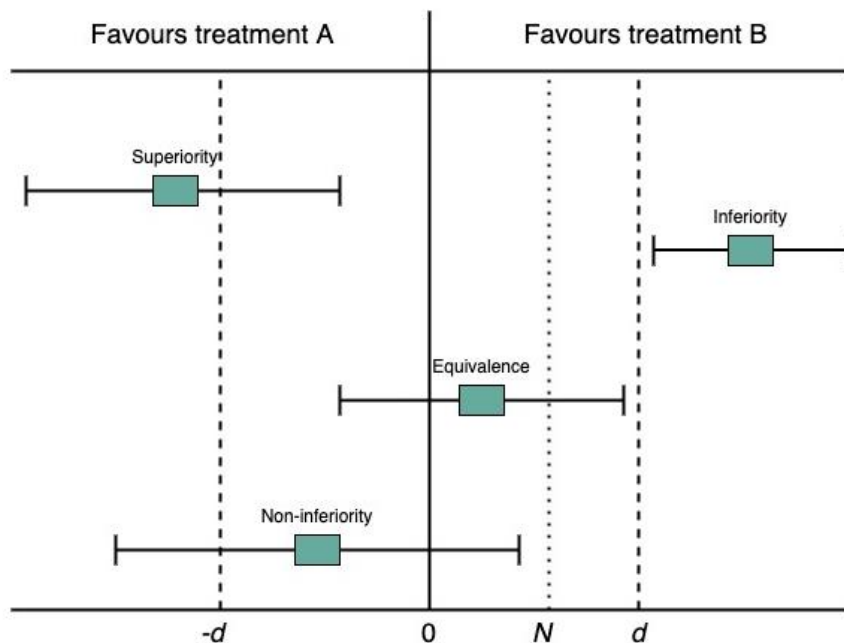 Favours treatment A
Favours treatment B
Superiority
Inferiority
Equivalence
Non-inferiority
-d
0
N
d